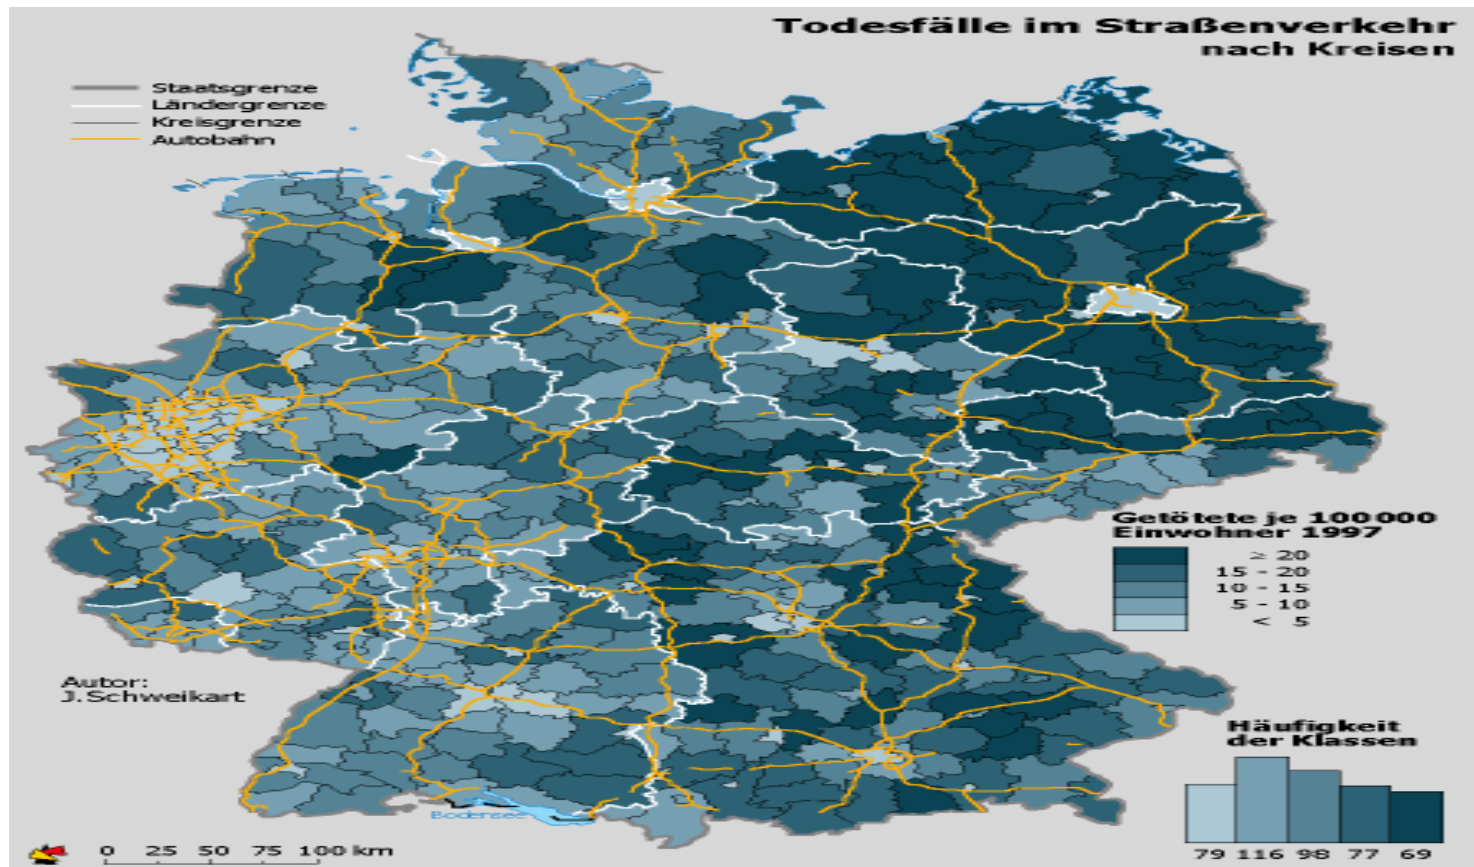 Todesfälle im Straßenverkehr
nach Kreisen
Staatsgrenze
Ländergrenze
Kreisgrenze
Autobahn
Getötete je 100 000
Einwohner 1997
≥ 20
15 - 20
10 - 15
5 - 10
< 5
Autor:
J.Schweikart
Häufigkeit
der Klassen
79 116 98 77 69
Bodensee
0 25 50 75 100 km